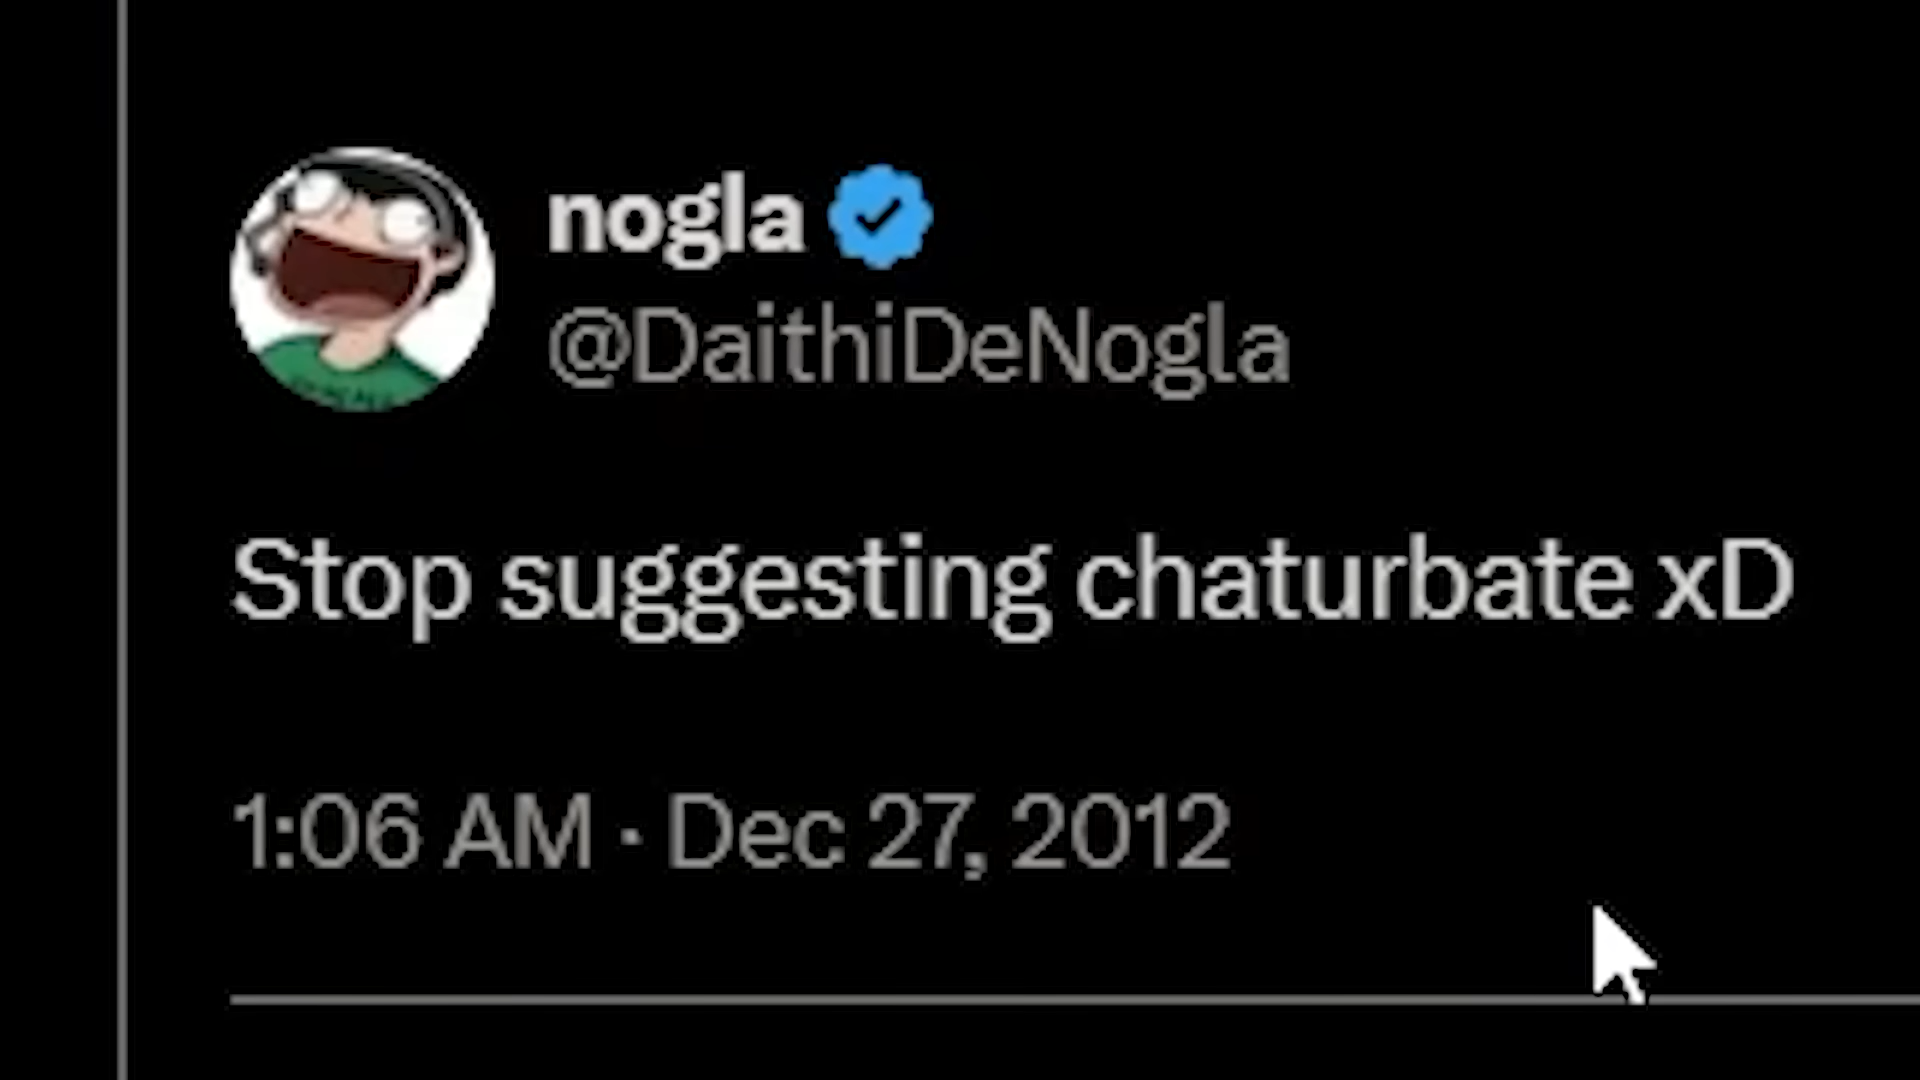 nogla
@DaithiDeNogla
Stop suggesting chaturbate xD
1:06 AM · Dec 27, 2012